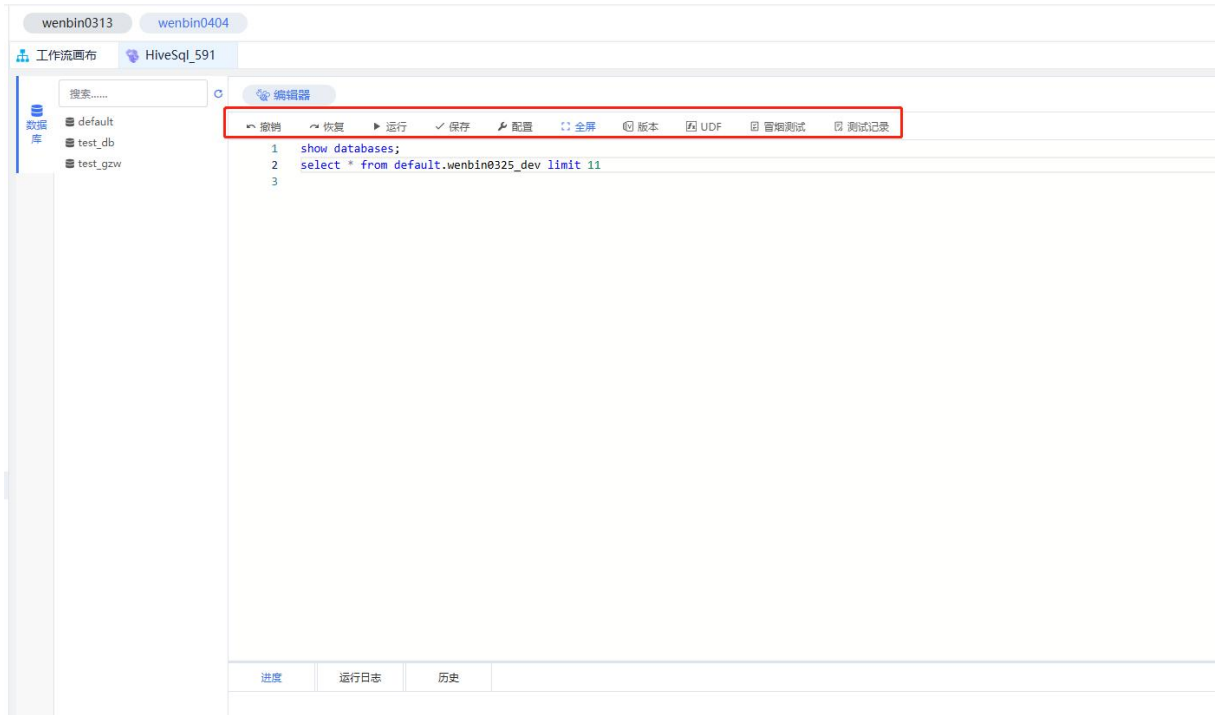 wenbin0313 wenbin0404
工作流画布 HiveSql_591
搜索......
数据库
default
test_db
test_gzw
编辑器
撤销 恢复 运行 保存 配置 全屏 版本 UDF 冒烟测试 测试记录
1 show databases;
2 select * from default.wenbin0325_dev limit 11
3
进度 运行日志 历史